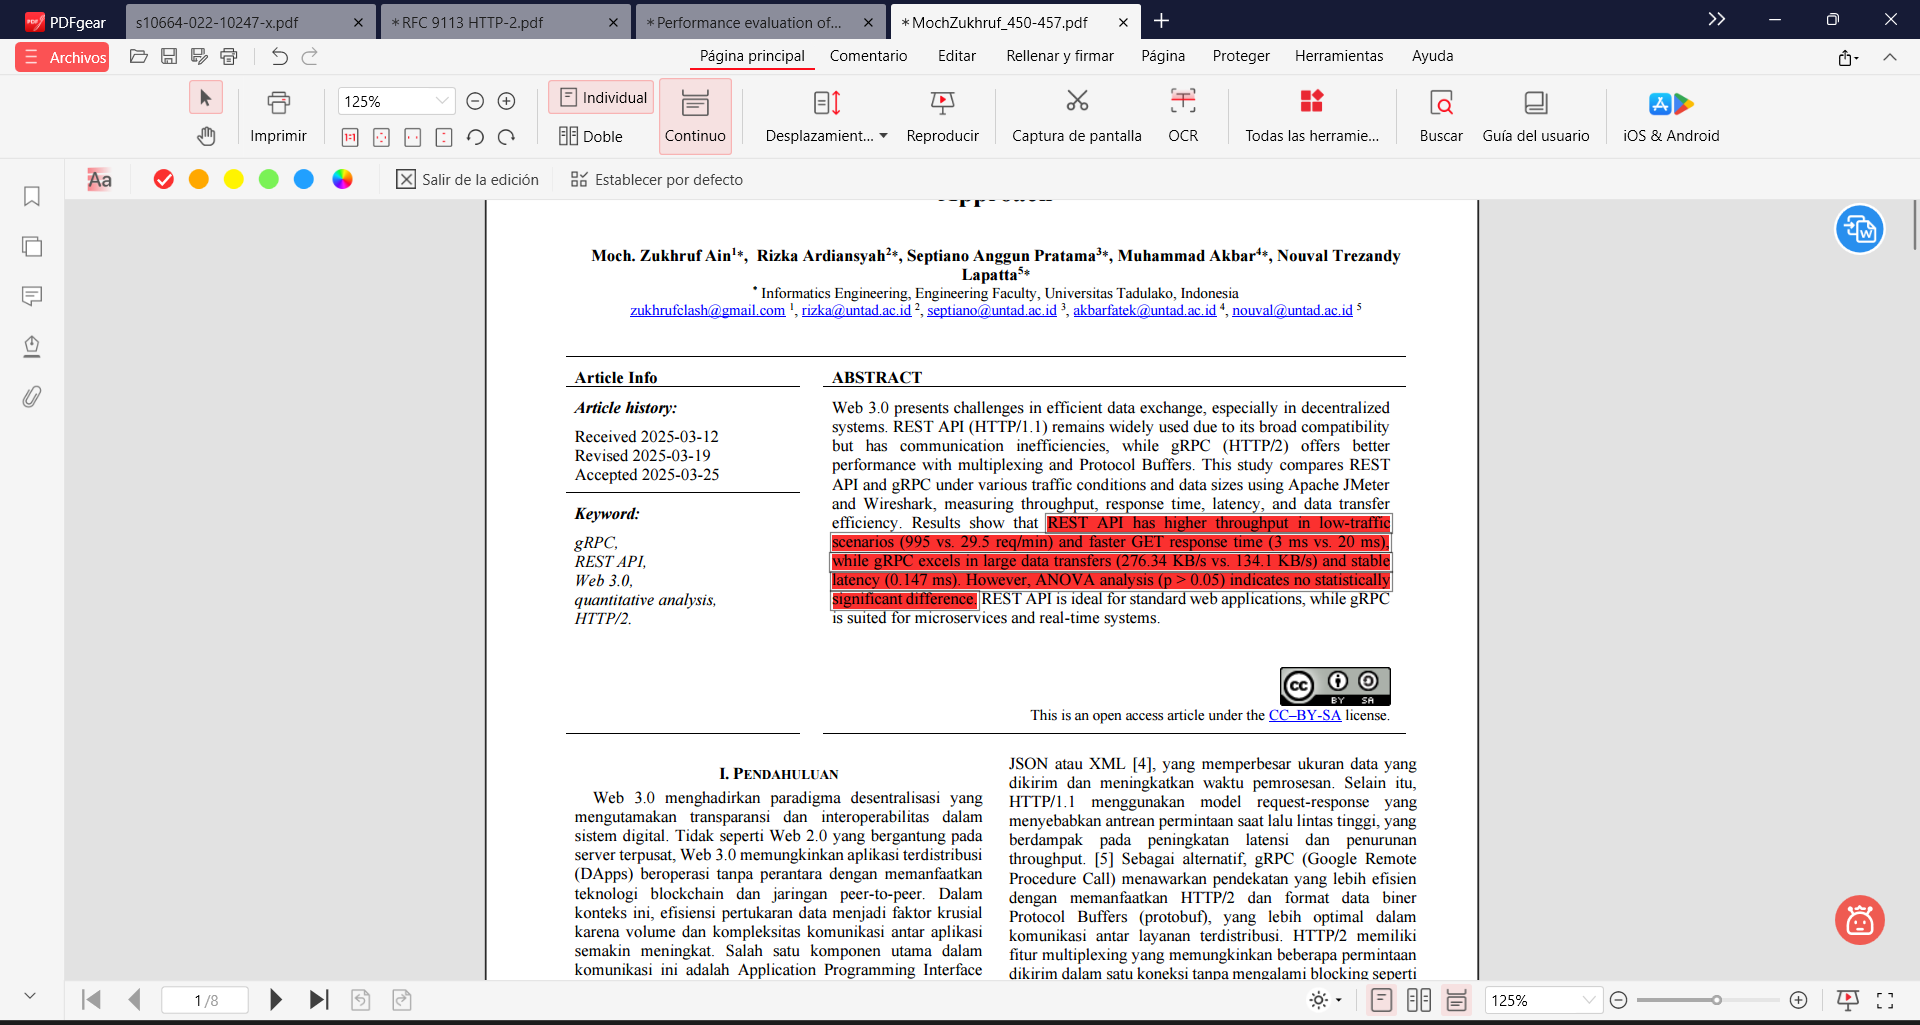 PDFgear
s10664-022-10247-x.pdf
*RFC 9113 HTTP-2.pdf
*Performance evaluation of...
*MochZukhruf_450-457.pdf
Archivos
Página principal
Comentario
Editar
Rellenar y firmar
Página
Proteger
Herramientas
Ayuda
125%
Individual
Imprimir
Doble
Continuo
Desplazamient...
Reproducir
Captura de pantalla
OCR
Todas las herramie...
Buscar
Guía del usuario
iOS & Android
Aa
Salir de la edición
Establecer por defecto
Approach
Moch. Zukhruf Ain1*, Rizka Ardiansyah2*, Septiano Anggun Pratama3*, Muhammad Akbar4*, Nouval Trezandy
Lapatta5*
* Informatics Engineering, Engineering Faculty, Universitas Tadulako, Indonesia
zukhrufclash@gmail.com 1, rizka@untad.ac.id 2, septiano@untad.ac.id 3, akbarfatek@untad.ac.id 4, nouval@untad.ac.id 5
Article Info
Article history:
Received 2025-03-12
Revised 2025-03-19
Accepted 2025-03-25
Keyword:
gRPC,
REST API,
Web 3.0,
quantitative analysis,
HTTP/2.
ABSTRACT
Web 3.0 presents challenges in efficient data exchange, especially in decentralized
systems. REST API (HTTP/1.1) remains widely used due to its broad compatibility
but has communication inefficiencies, while gRPC (HTTP/2) offers better
performance with multiplexing and Protocol Buffers. This study compares REST
API and gRPC under various traffic conditions and data sizes using Apache JMeter
and Wireshark, measuring throughput, response time, latency, and data transfer
efficiency. Results show that REST API has higher throughput in low-traffic
scenarios (995 vs. 29.5 req/min) and faster GET response time (3 ms vs. 20 ms),
while gRPC excels in large data transfers (276.34 KB/s vs. 134.1 KB/s) and stable
latency (0.147 ms). However, ANOVA analysis (p > 0.05) indicates no statistically
significant difference. REST API is ideal for standard web applications, while gRPC
is suited for microservices and real-time systems.
cc
BY SA
This is an open access article under the CC–BY-SA license.
I. PENDAHULUAN
Web 3.0 menghadirkan paradigma desentralisasi yang
mengutamakan transparansi dan interoperabilitas dalam
sistem digital. Tidak seperti Web 2.0 yang bergantung pada
server terpusat, Web 3.0 memungkinkan aplikasi terdistribusi
(DApps) beroperasi tanpa perantara dengan memanfaatkan
teknologi blockchain dan jaringan peer-to-peer. Dalam
konteks ini, efisiensi pertukaran data menjadi faktor krusial
karena volume dan kompleksitas komunikasi antar aplikasi
semakin meningkat. Salah satu komponen utama dalam
komunikasi ini adalah Application Programming Interface
JSON atau XML [4], yang memperbesar ukuran data yang
dikirim dan meningkatkan waktu pemrosesan. Selain itu,
HTTP/1.1 menggunakan model request-response yang
menyebabkan antrean permintaan saat lalu lintas tinggi, yang
berdampak pada peningkatan latensi dan penurunan
throughput. [5] Sebagai alternatif, gRPC (Google Remote
Procedure Call) menawarkan pendekatan yang lebih efisien
dengan memanfaatkan HTTP/2 dan format data biner
Protocol Buffers (protobuf), yang lebih optimal dalam
komunikasi antar layanan terdistribusi. HTTP/2 memiliki
fitur multiplexing yang memungkinkan beberapa permintaan
dikirim dalam satu koneksi tanpa mengalami blocking seperti
1/8
125%